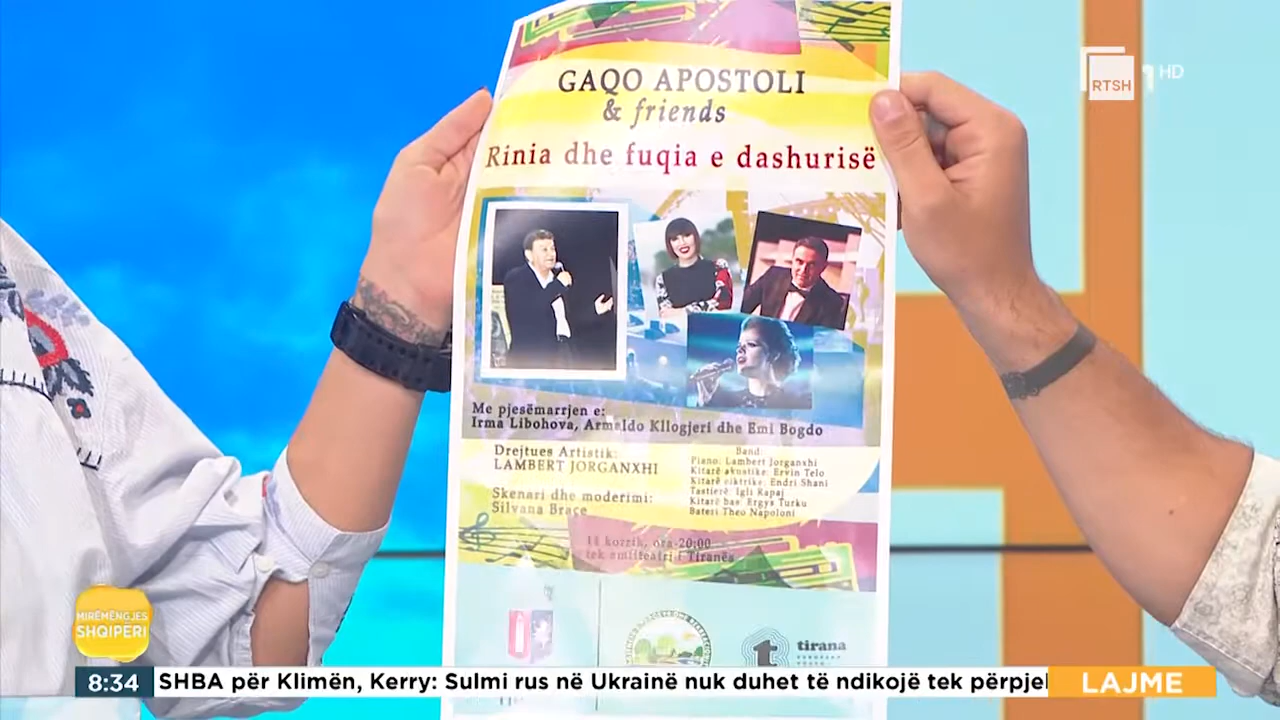 GAQO APOSTOLI
& friends
Rinia dhe fuqia e dashurisë
RTSH
HD
Me pjesëmarrjen e:
Irma Libohova, Armaldo Kllogjeri dhe Emi Bogdo
Drejtues Artistik:
LAMBERT JORGANXHI
Skenari dhe moderimi:
Silvana Braçe
Band:
Piano: Lambert Jorganxhi
Kitarë akustike: Ervin Telo
Kitarë elktrike: Endri Shani
Tastierë: Igli Rapaj
Kitarë bas: Ergys Turku
Bateri Theo Napoloni
korrik, ora-20:00
tek amfiteatri i Tiranës
tirana
MIRËMËNGJES
SHQIPËRI
8:34
SHBA për Klimën, Kerry: Sulmi rus në Ukrainë nuk duhet të ndikojë tek përpjek
LAJME